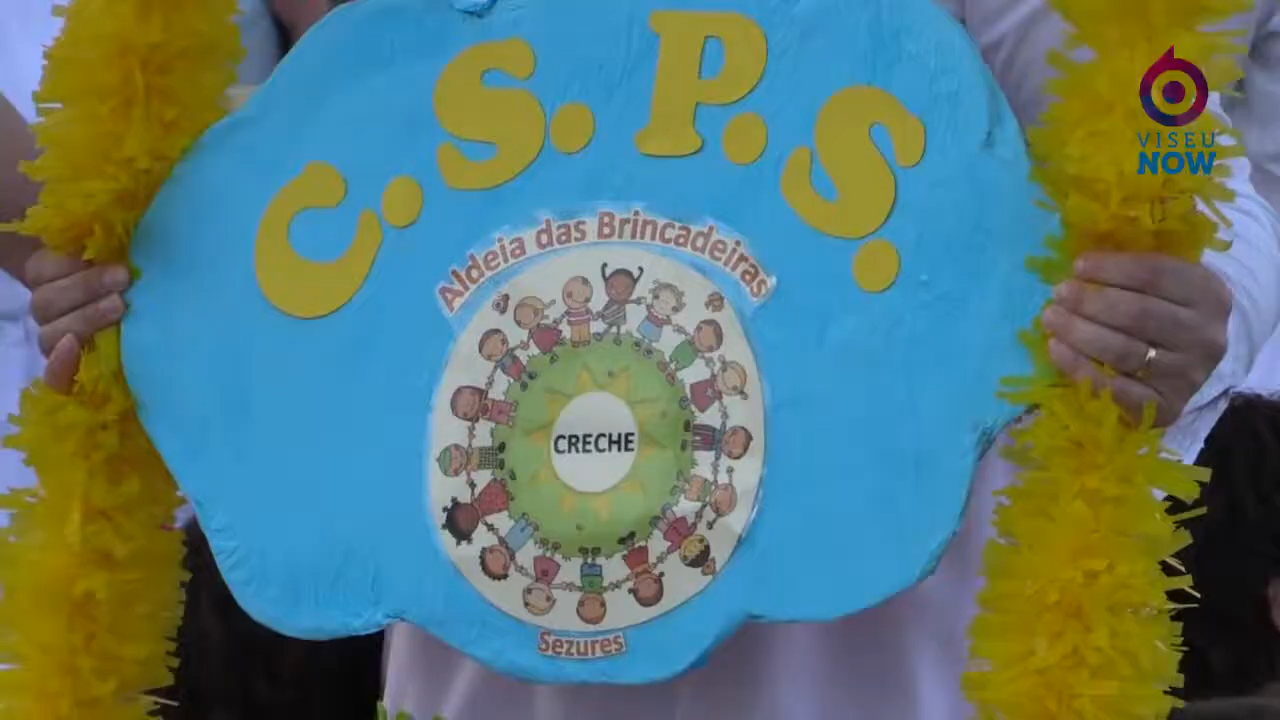 C.S.P.S.
Aldeia das Brincadeiras
CRECHE
Sezures
VISEU
NOW